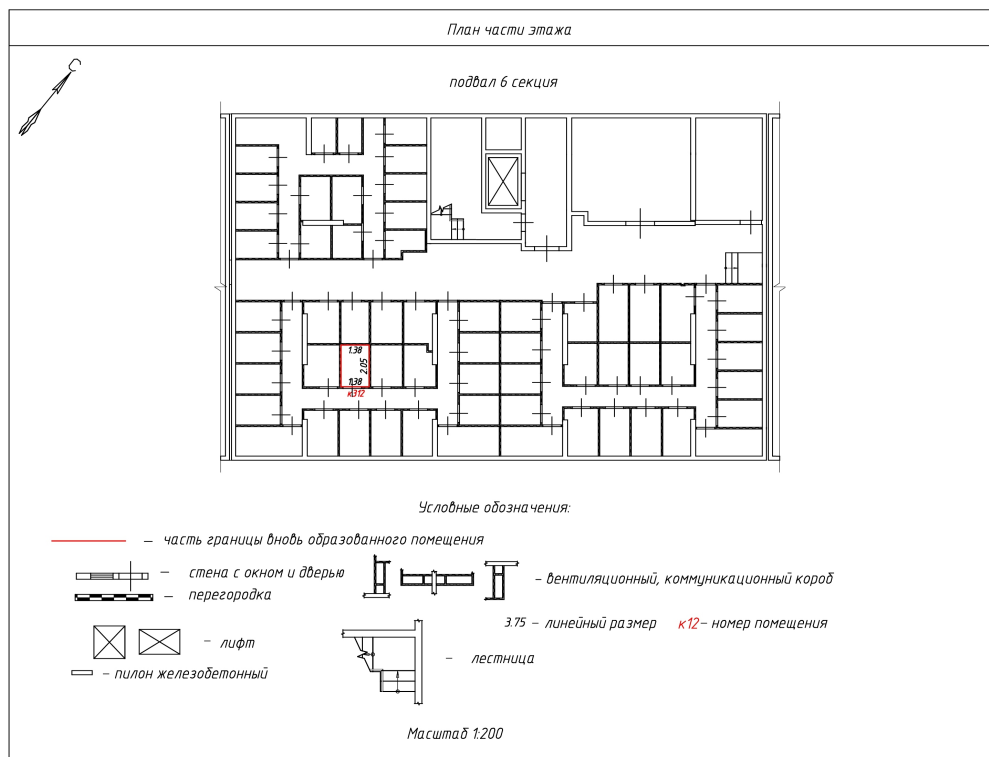 План части этажа
С
подвал 6 секция
1.38
2.05
1.38
к312
Условные обозначения:
– часть границы вновь образованного помещения
– стена с окном и дверью
– перегородка
– вентиляционный, коммуникационный короб
3.75 – линейный размер к12 – номер помещения
– лифт
– лестница
– пилон железобетонный
Масштаб 1:200